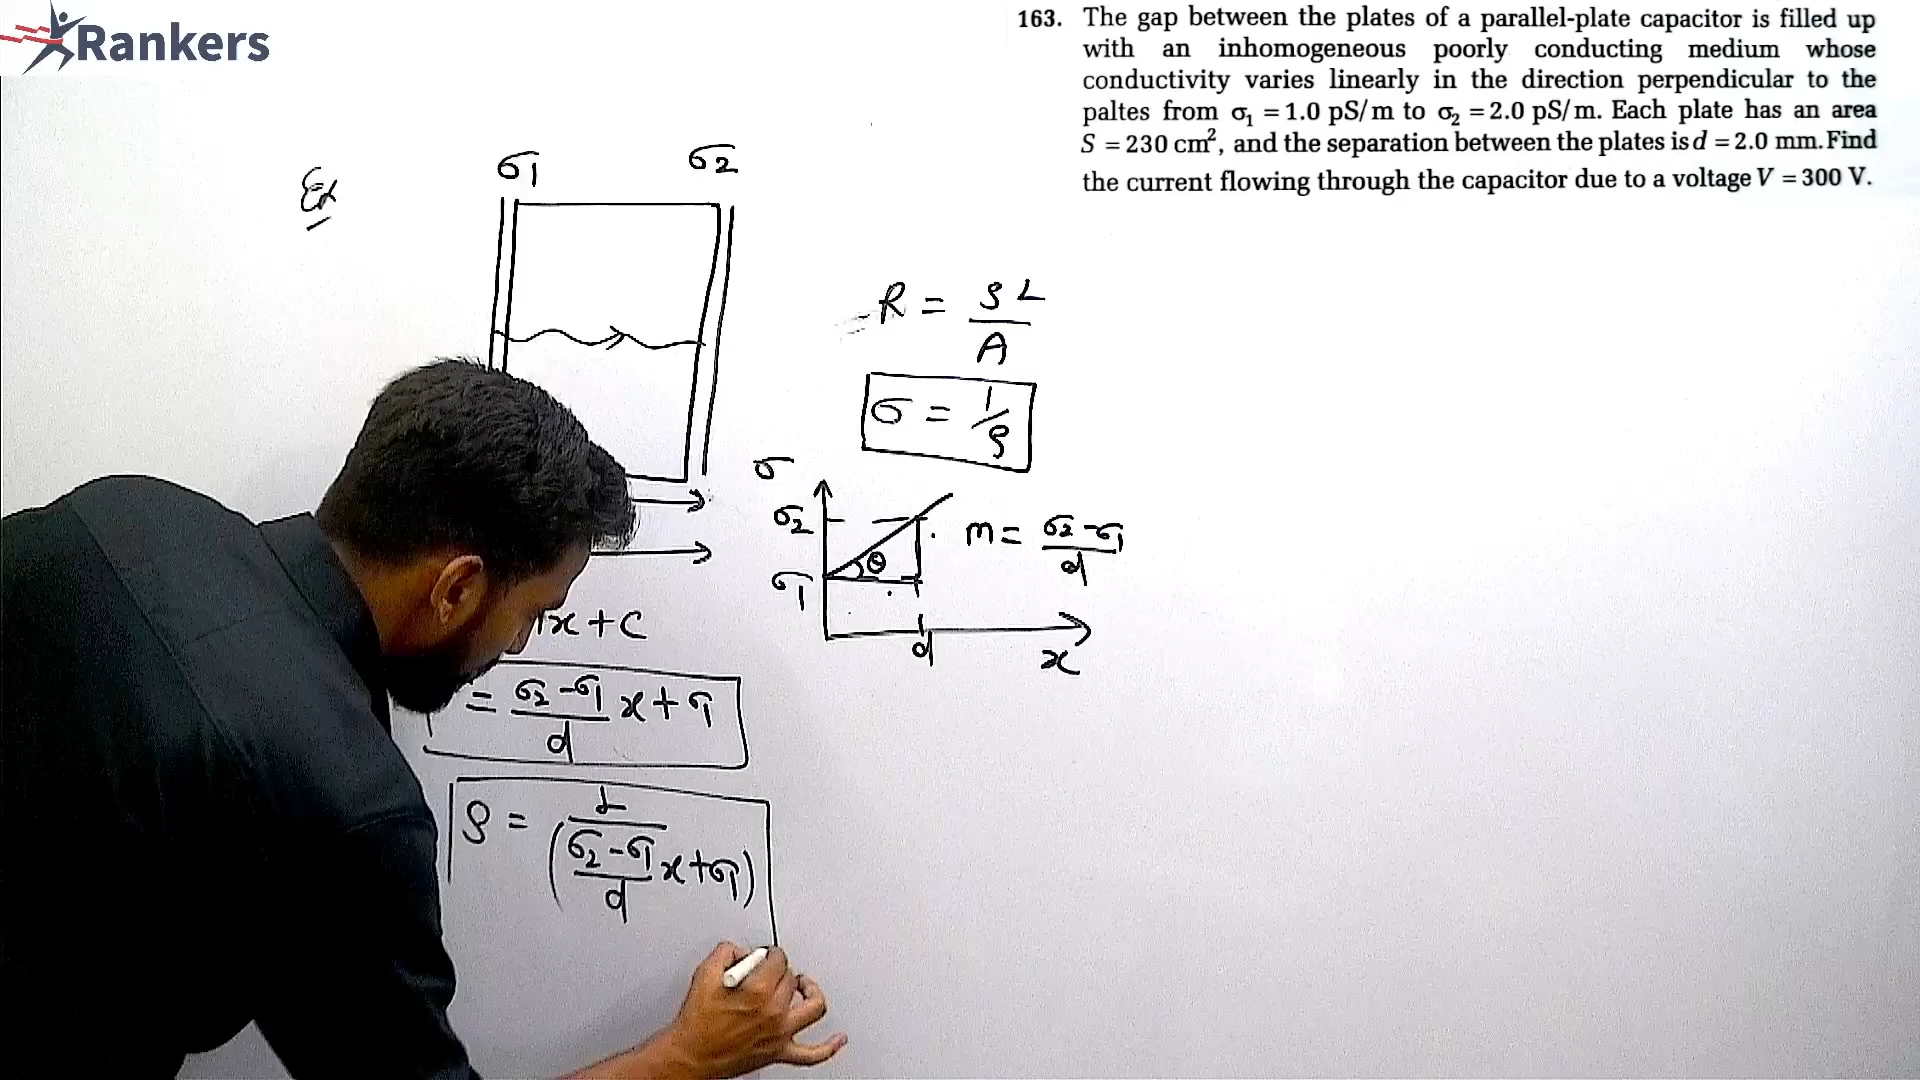 Rankers
163. The gap between the plates of a parallel-plate capacitor is filled up
with an inhomogeneous poorly conducting medium whose
conductivity varies linearly in the direction perpendicular to the
paltes from σ₁ = 1.0 pS/m to σ₂ = 2.0 pS/m. Each plate has an area
S = 230 cm², and the separation between the plates is d = 2.0 mm. Find
the current flowing through the capacitor due to a voltage V = 300 V.
Ex
σ₁ σ₂
R = ρL/A
σ = 1/ρ
σ
σ₂
σ₁
θ
d
x
m = (σ₂-σ₁)/d
x + C
= (σ₂-σ₁)/d x + σ₁
ρ = 1/((σ₂-σ₁)/d x + σ₁)